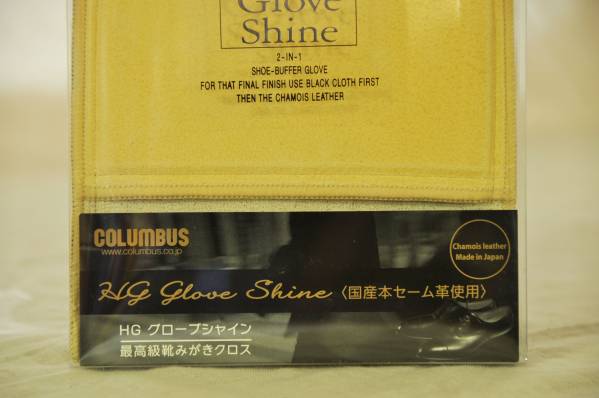 Glove
Shine
2-IN-1
SHOE-BUFFER GLOVE
FOR THAT FINAL FINISH USE BLACK CLOTH FIRST
THEN THE CHAMOIS LEATHER
COLUMBUS
www.columbus.co.jp
Chamois leather
Made in Japan
HG Glove Shine 〈国産本セーム革使用〉
HG グローブシャイン
最高級靴みがきクロス